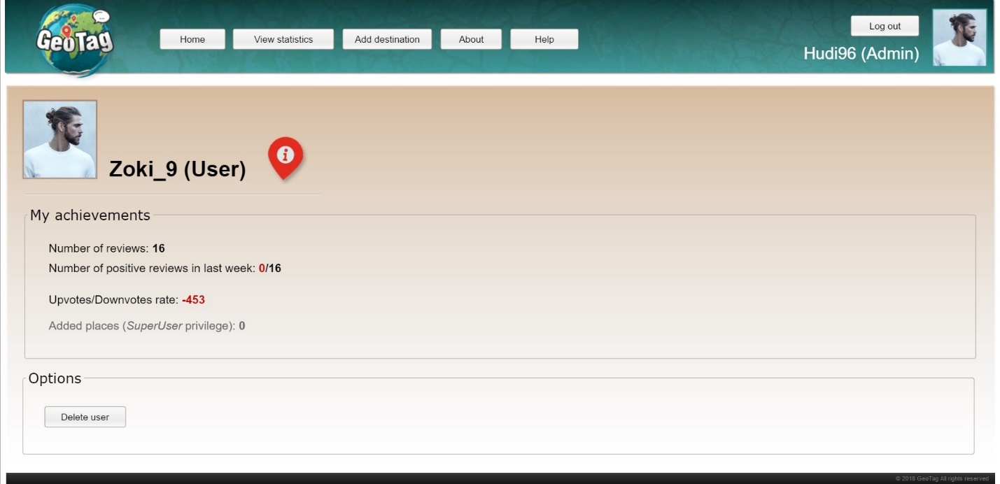 GeoTag
Home
View statistics
Add destination
About
Help
Log out
Hudi96 (Admin)
Zoki_9 (User)
i
My achievements
Number of reviews: 16
Number of positive reviews in last week: 0/16
Upvotes/Downvotes rate: -453
Added places (SuperUser privilege): 0
Options
Delete user
© 2018 GeoTag All rights reserved